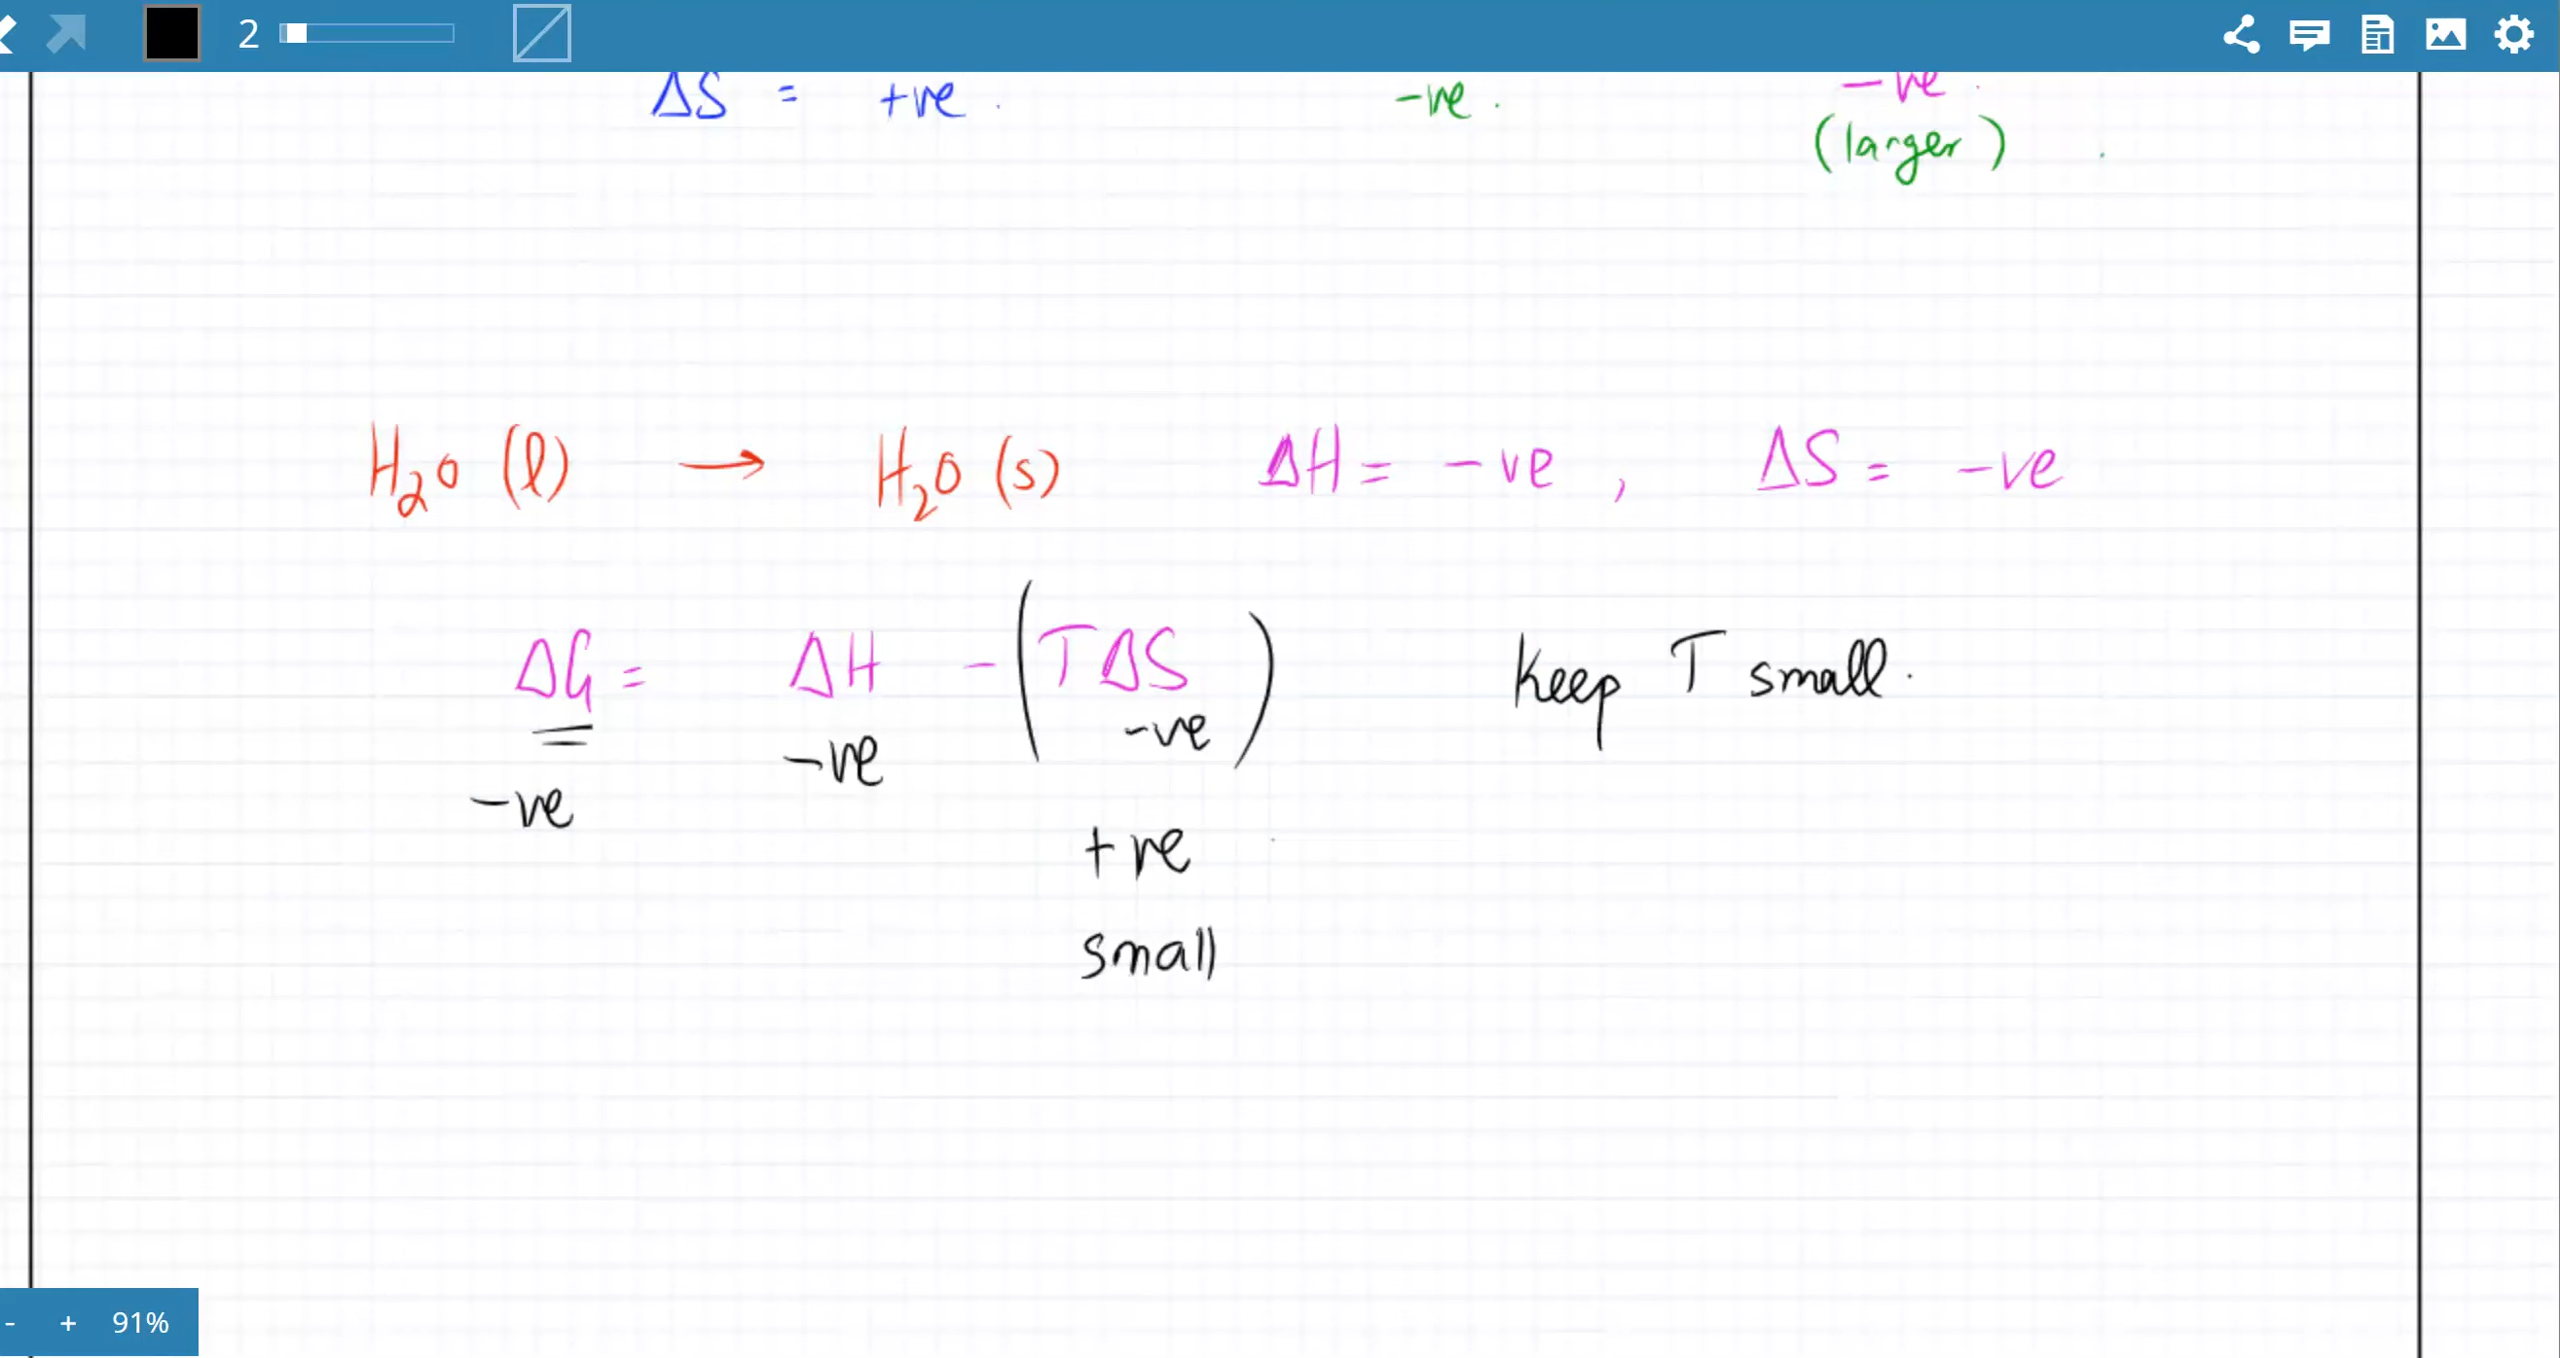 2
ΔS = +ve . -ve . -ve .
(larger)
H₂O (l) → H₂O (s) ΔH = -ve , ΔS = -ve
ΔG = ΔH - (TΔS) Keep T small.
-ve -ve -ve
+ve
small
- + 91%